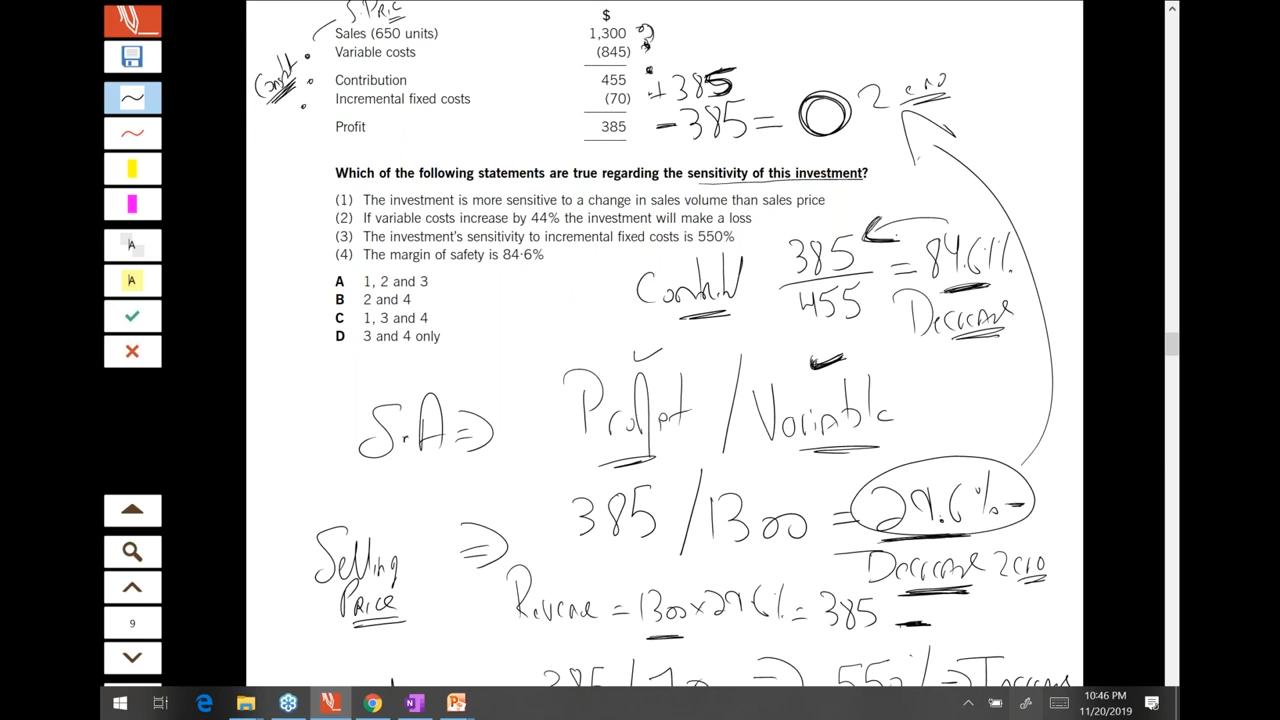 S.PRIC
$
Sales (650 units) 1,300
Variable costs (845)
Contribution 455 + 385
Incremental fixed costs (70)
Profit 385 - 385 = 0 Zero
Which of the following statements are true regarding the sensitivity of this investment?
(1) The investment is more sensitive to a change in sales volume than sales price
(2) If variable costs increase by 44% the investment will make a loss
(3) The investment's sensitivity to incremental fixed costs is 550%
(4) The margin of safety is 84·6%
A 1, 2 and 3
B 2 and 4
C 1, 3 and 4
D 3 and 4 only
385 / 455 = 84.61%
Decrease
S.A => Profit / Variable
385 / 1300 = 29.6%
Decrease Zero
Selling Price =>
Revenue = 1300 x 29.6% = 385
9
10:46 PM
11/20/2019